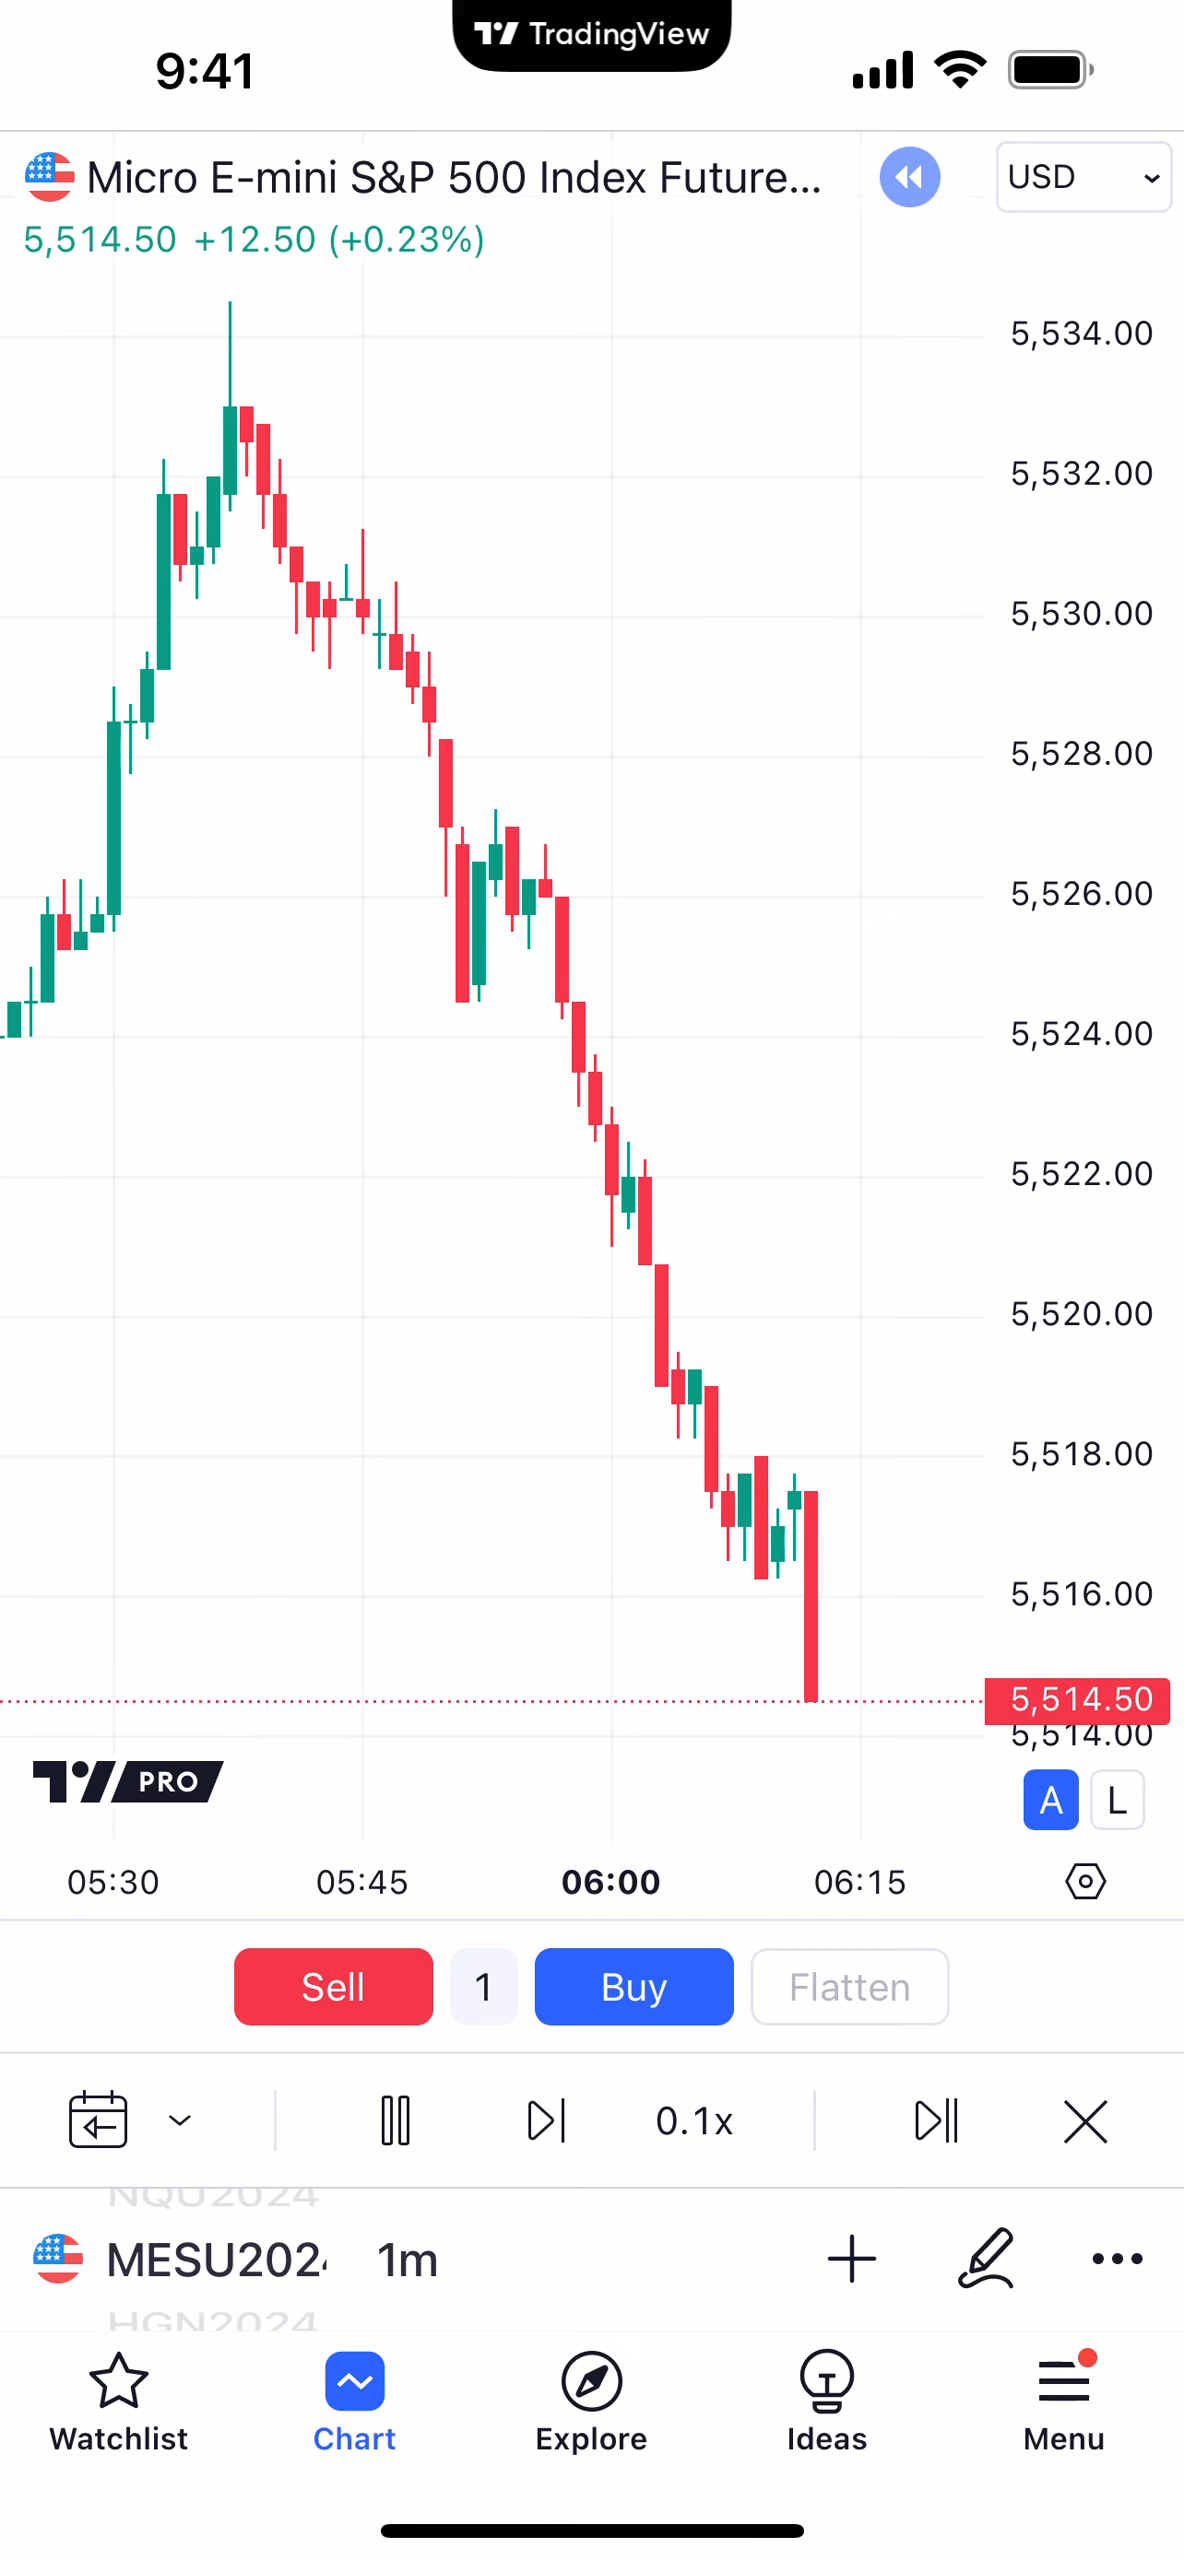 TradingView
9:41
Micro E-mini S&P 500 Index Future...
USD
5,514.50 +12.50 (+0.23%)
5,534.00
5,532.00
5,530.00
5,528.00
5,526.00
5,524.00
5,522.00
5,520.00
5,518.00
5,516.00
5,514.50
5,514.00
PRO
A L
05:30 05:45 06:00 06:15
Sell 1 Buy Flatten
0.1x
NQU2024
MESU202 1m
HGN2024
Watchlist Chart Explore Ideas Menu